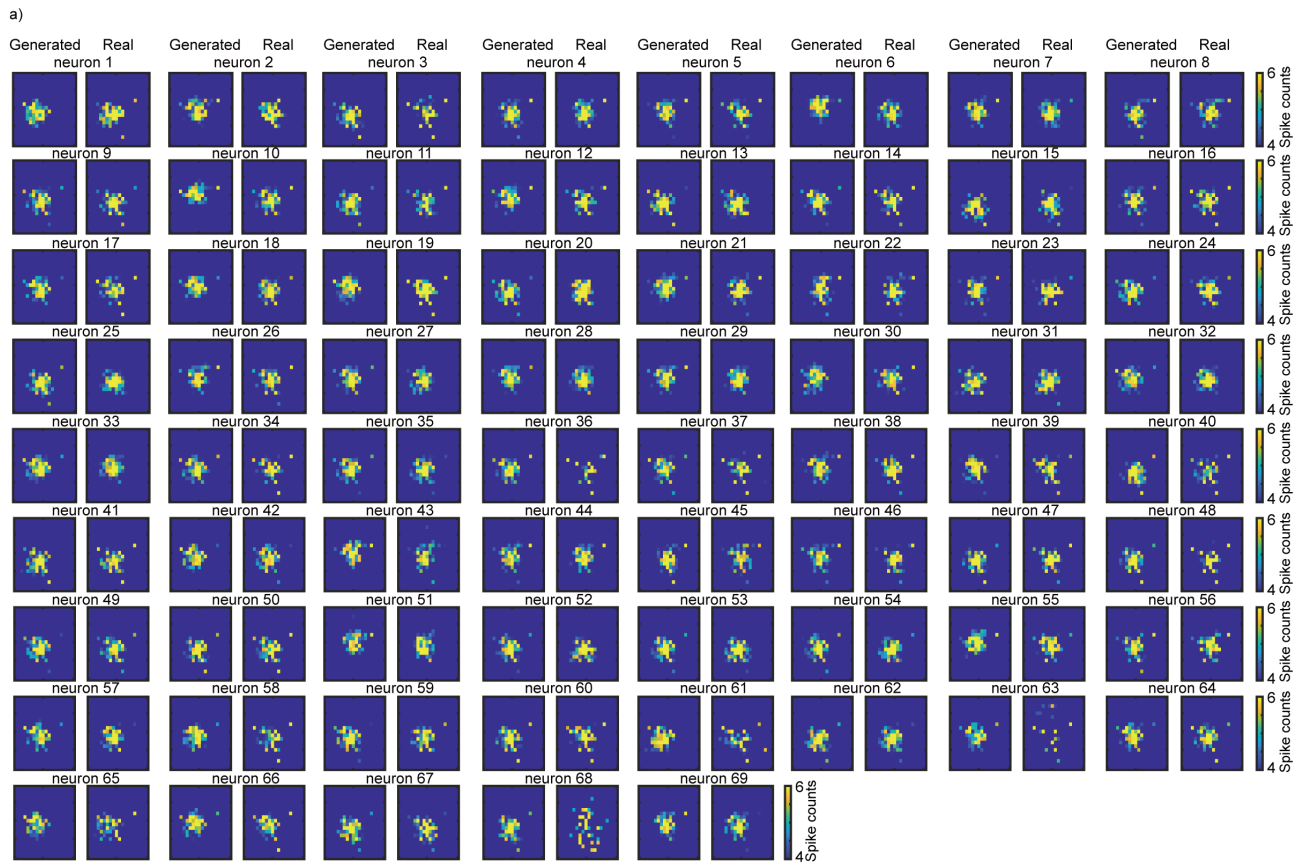 a)
Generated Real Generated Real Generated Real Generated Real Generated Real Generated Real Generated Real Generated Real
neuron 1 neuron 2 neuron 3 neuron 4 neuron 5 neuron 6 neuron 7 neuron 8
6
Spike counts
4
neuron 9 neuron 10 neuron 11 neuron 12 neuron 13 neuron 14 neuron 15 neuron 16
6
Spike counts
4
neuron 17 neuron 18 neuron 19 neuron 20 neuron 21 neuron 22 neuron 23 neuron 24
6
Spike counts
4
neuron 25 neuron 26 neuron 27 neuron 28 neuron 29 neuron 30 neuron 31 neuron 32
6
Spike counts
4
neuron 33 neuron 34 neuron 35 neuron 36 neuron 37 neuron 38 neuron 39 neuron 40
6
Spike counts
4
neuron 41 neuron 42 neuron 43 neuron 44 neuron 45 neuron 46 neuron 47 neuron 48
6
Spike counts
4
neuron 49 neuron 50 neuron 51 neuron 52 neuron 53 neuron 54 neuron 55 neuron 56
6
Spike counts
4
neuron 57 neuron 58 neuron 59 neuron 60 neuron 61 neuron 62 neuron 63 neuron 64
6
Spike counts
4
neuron 65 neuron 66 neuron 67 neuron 68 neuron 69
6
Spike counts
4